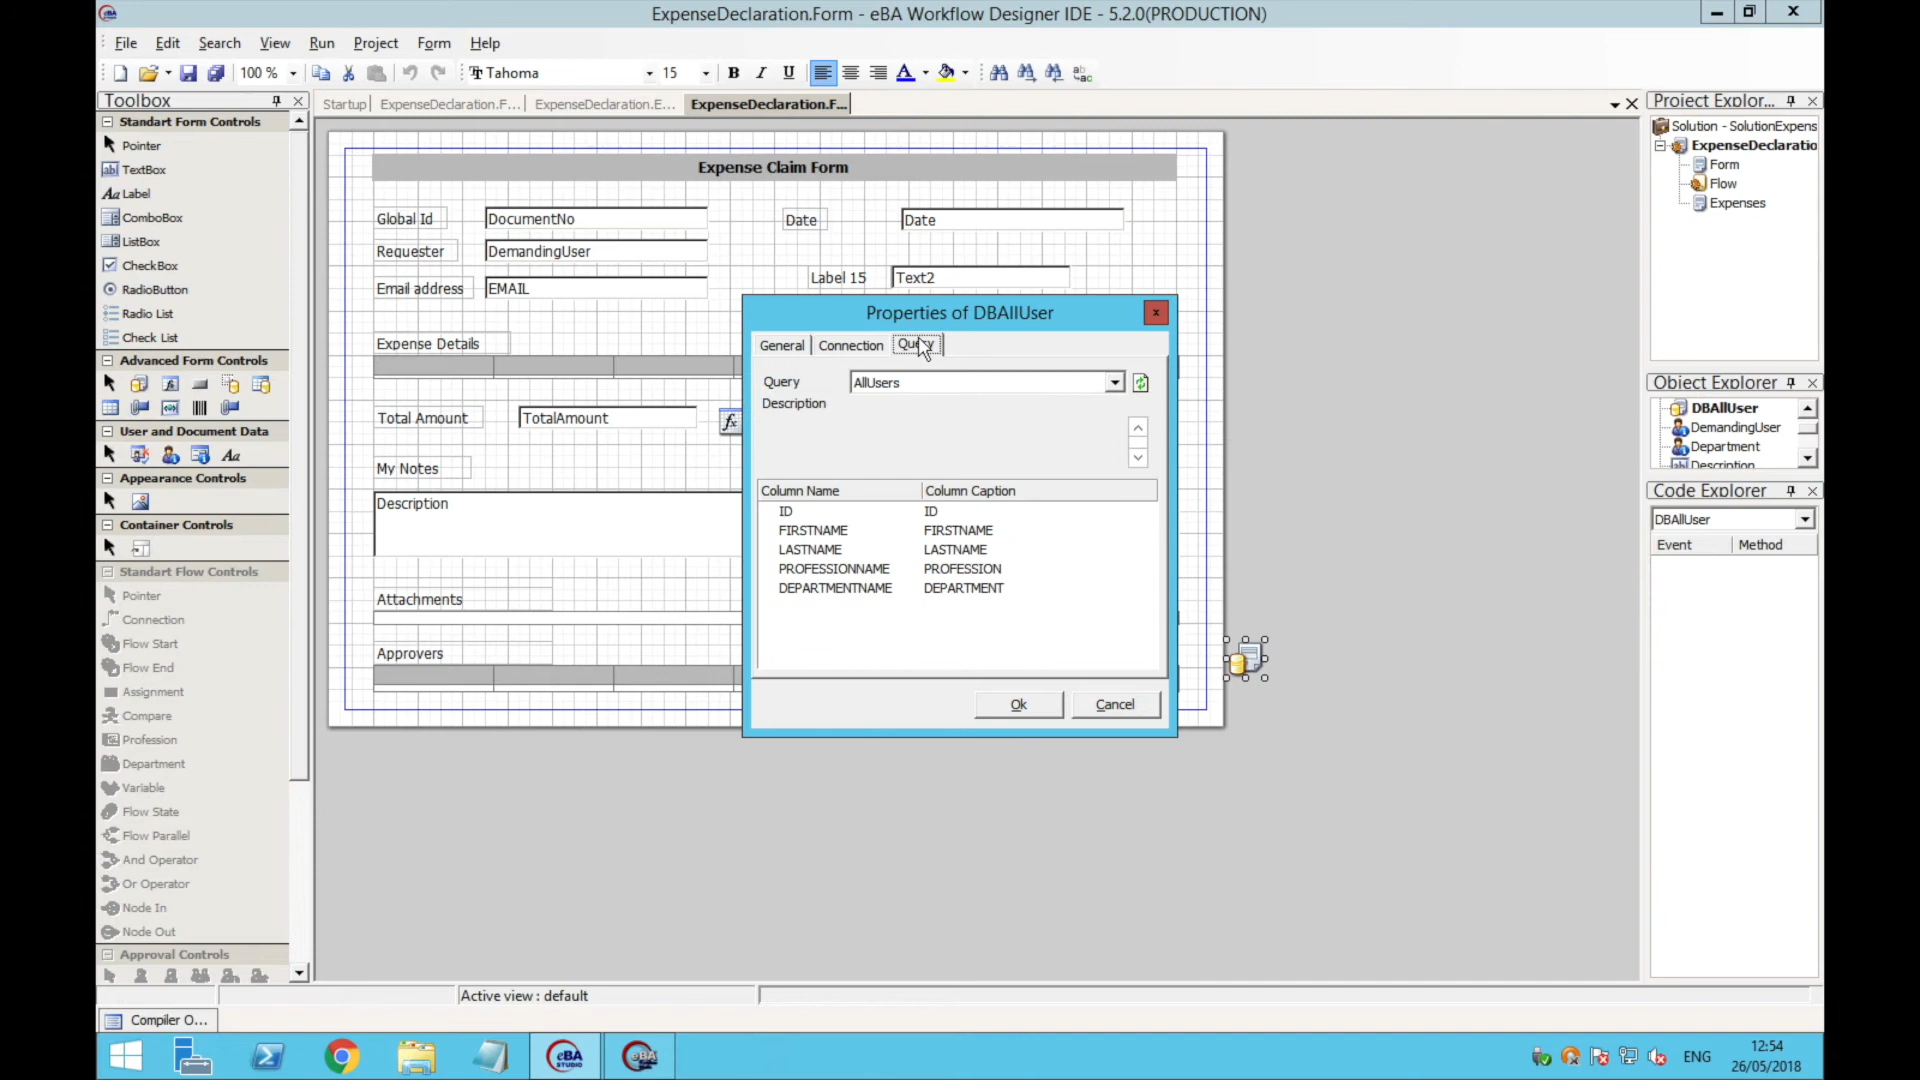 ExpenseDeclaration.Form - eBA Workflow Designer IDE - 5.2.0(PRODUCTION)
File Edit Search View Run Project Form Help
100 % Tahoma 15 B I U A
Toolbox
Startup ExpenseDeclaration.F... ExpenseDeclaration.E... ExpenseDeclaration.F...
Project Explor...
Standart Form Controls
Pointer
TextBox
Label
ComboBox
ListBox
CheckBox
RadioButton
Radio List
Check List
Advanced Form Controls
User and Document Data
Appearance Controls
Container Controls
Standart Flow Controls
Pointer
Connection
Flow Start
Flow End
Assignment
Compare
Profession
Department
Variable
Flow State
Flow Parallel
And Operator
Or Operator
Node In
Node Out
Approval Controls
Expense Claim Form
Global Id DocumentNo Date Date
Requester DemandingUser
Label 15 Text2
Email address EMAIL
Expense Details
Total Amount TotalAmount fx
My Notes
Description
Attachments
Approvers
Properties of DBAllUser
General Connection Query
Query AllUsers
Description
Column Name Column Caption
ID ID
FIRSTNAME FIRSTNAME
LASTNAME LASTNAME
PROFESSIONNAME PROFESSION
DEPARTMENTNAME DEPARTMENT
Ok Cancel
Solution - SolutionExpens
ExpenseDeclaratio
Form
Flow
Expenses
Object Explorer
DBAllUser
DemandingUser
Department
Description
Code Explorer
DBAllUser
Event Method
Active view : default
Compiler O...
eBA STUDIO
eBA
ENG
12:54
26/05/2018